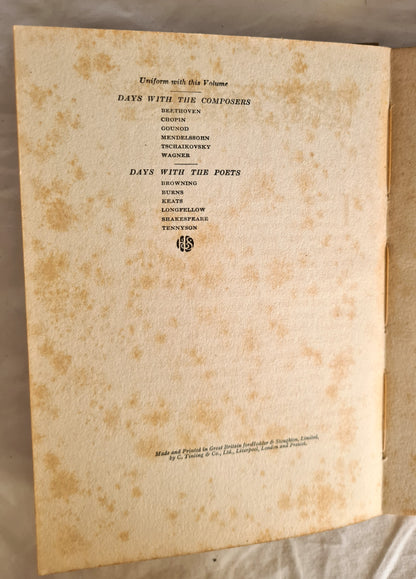 Uniform with this Volume
DAYS WITH THE COMPOSERS
BEETHOVEN
CHOPIN
GOUNOD
MENDELSSOHN
TSCHAIKOVSKY
WAGNER
DAYS WITH THE POETS
BROWNING
BURNS
KEATS
LONGFELLOW
SHAKESPEARE
TENNYSON
Made and Printed in Great Britain for Hodder & Stoughton, Limited,
by C. Tinling & Co., Ltd., Liverpool, London and Prescot.